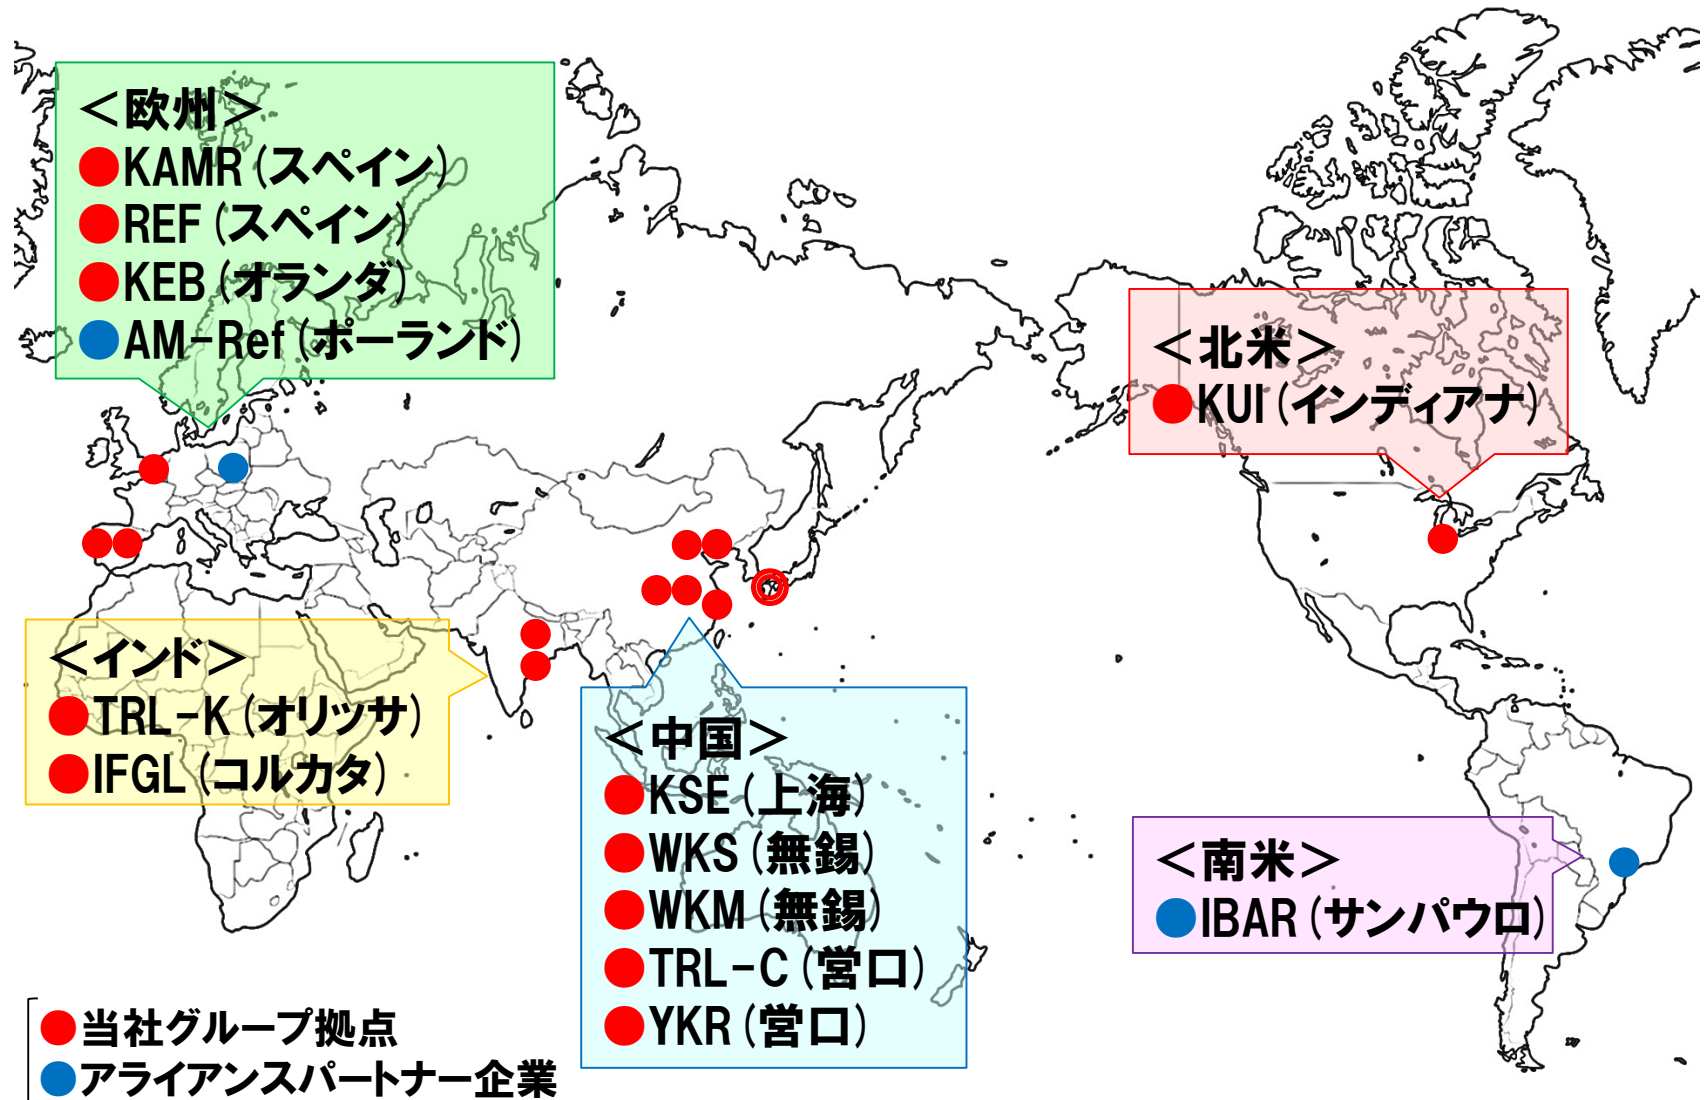 ＜欧州＞
●KAMR(スペイン)
●REF(スペイン)
●KEB(オランダ)
●AM-Ref(ポーランド)
＜北米＞
●KUI(インディアナ)
＜インド＞
●TRL-K(オリッサ)
●IFGL(コルカタ)
＜中国＞
●KSE(上海)
●WKS(無錫)
●WKM(無錫)
●TRL-C(営口)
●YKR(営口)
＜南米＞
●IBAR(サンパウロ)
●当社グループ拠点
●アライアンスパートナー企業